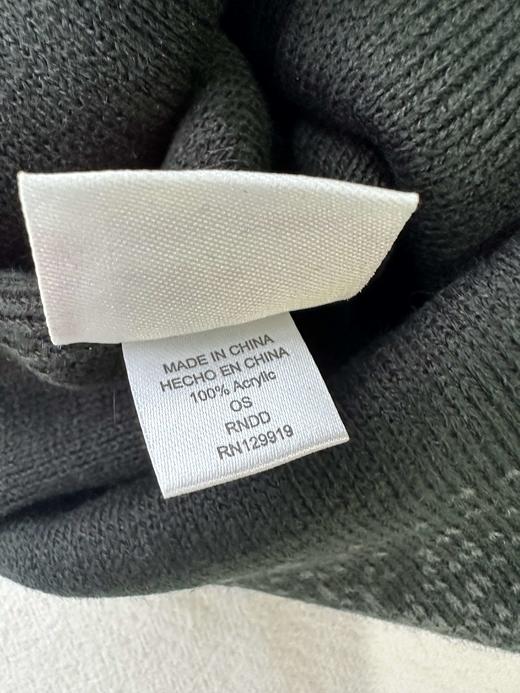 MADE IN CHINA
HECHO EN CHINA
100% Acrylic
OS
RNDD
RN129919